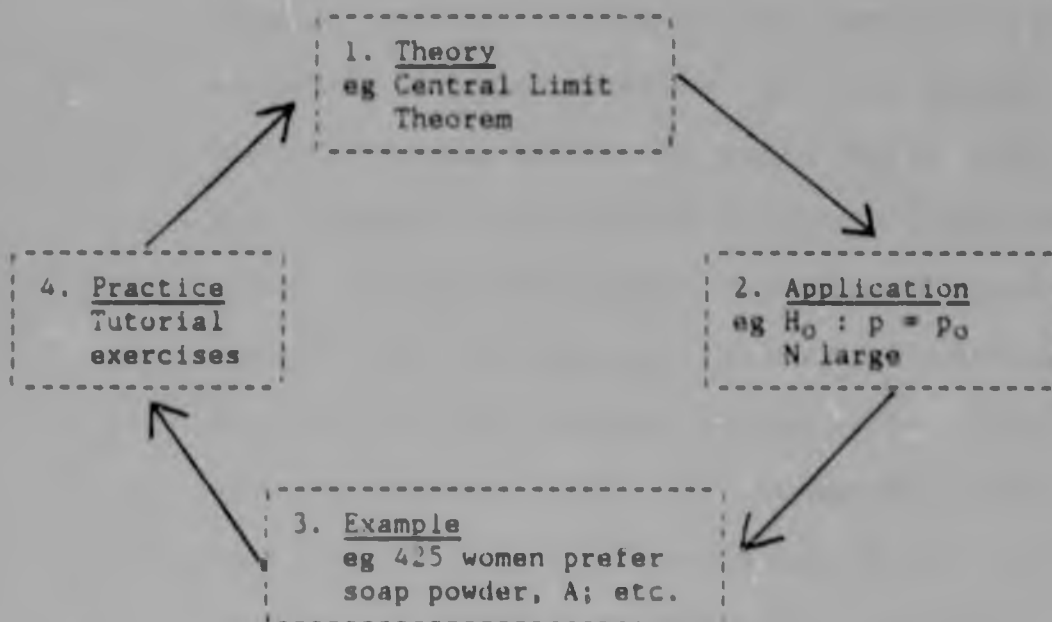 1. Theory
eg Central Limit
Theorem
2. Application
eg H₀ : p = p₀
N large
3. Example
eg 425 women prefer
soap powder, A; etc.
4. Practice
Tutorial
exercises